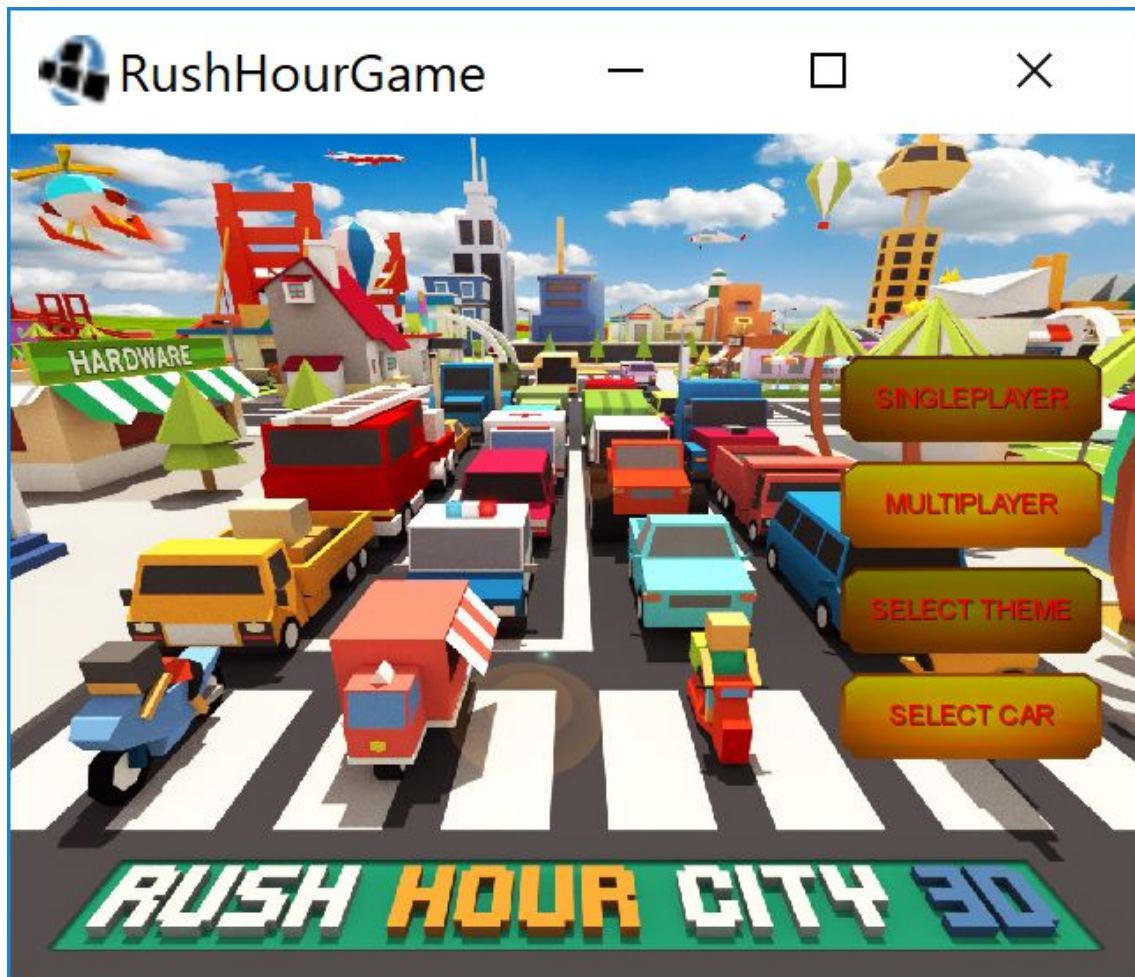 RushHourGame
HARDWARE
SINGLEPLAYER
MULTIPLAYER
SELECT THEME
SELECT CAR
RUSH HOUR CITY 3D